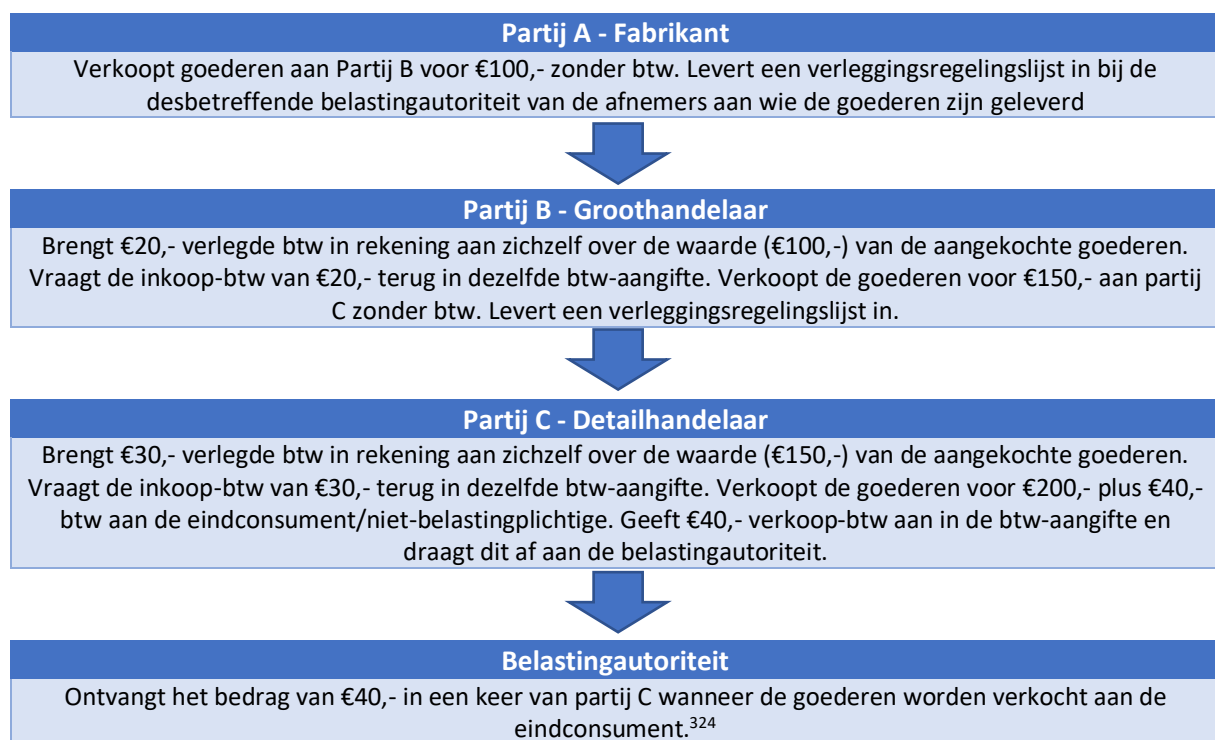 Partij A - Fabrikant
Verkoopt goederen aan Partij B voor €100,- zonder btw. Levert een verleggingsregelingslijst in bij de
desbetreffende belastingautoriteit van de afnemers aan wie de goederen zijn geleverd
Partij B - Groothandelaar
Brengt €20,- verlegde btw in rekening aan zichzelf over de waarde (€100,-) van de aangekochte goederen.
Vraagt de inkoop-btw van €20,- terug in dezelfde btw-aangifte. Verkoopt de goederen voor €150,- aan partij
C zonder btw. Levert een verleggingsregelingslijst in.
Partij C - Detailhandelaar
Brengt €30,- verlegde btw in rekening aan zichzelf over de waarde (€150,-) van de aangekochte goederen.
Vraagt de inkoop-btw van €30,- terug in dezelfde btw-aangifte. Verkoopt de goederen voor €200,- plus €40,-
btw aan de eindconsument/niet-belastingplichtige. Geeft €40,- verkoop-btw aan in de btw-aangifte en
draagt dit af aan de belastingautoriteit.
Belastingautoriteit
Ontvangt het bedrag van €40,- in een keer van partij C wanneer de goederen worden verkocht aan de
eindconsument.³²⁴